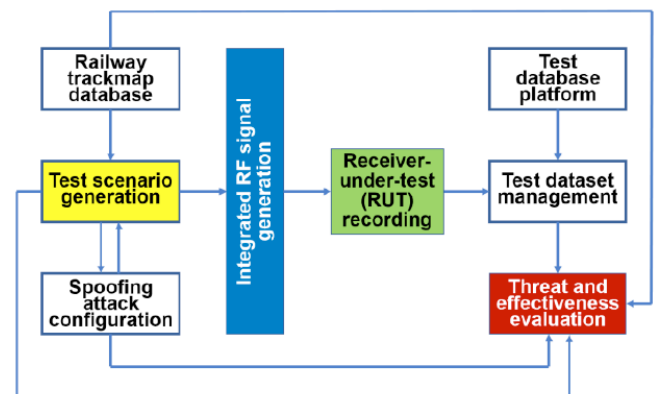 Railway
trackmap
database
Test
database
platform
Test scenario
generation
Integrated RF signal
generation
Receiver-
under-test
(RUT)
recording
Test dataset
management
Spoofing
attack
configuration
Threat and
effectiveness
evaluation